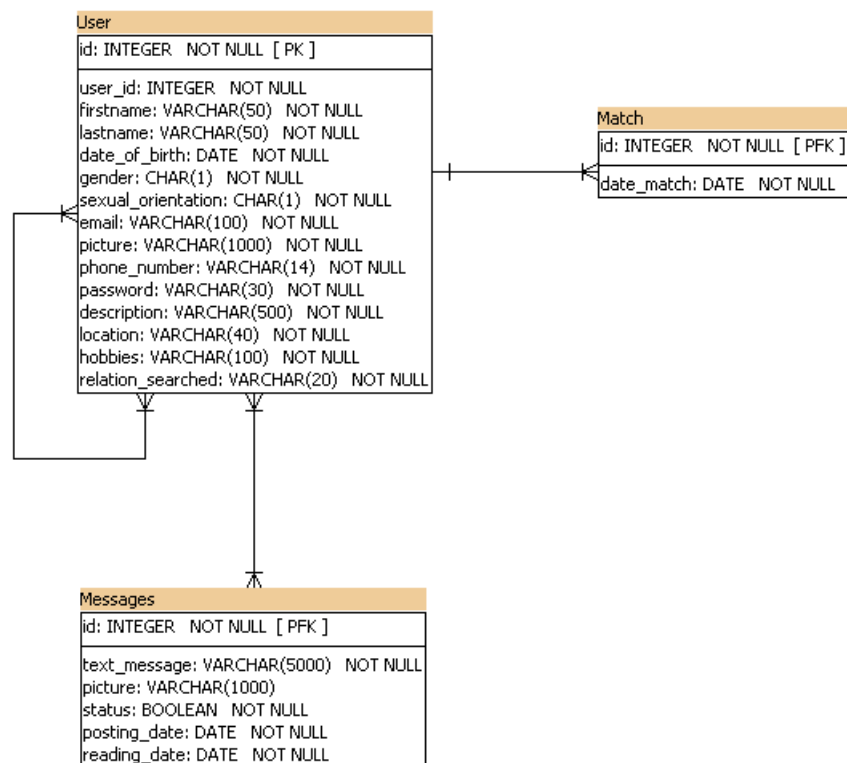 User
id: INTEGER NOT NULL [ PK ]
user_id: INTEGER NOT NULL
firstname: VARCHAR(50) NOT NULL
lastname: VARCHAR(50) NOT NULL
date_of_birth: DATE NOT NULL
gender: CHAR(1) NOT NULL
sexual_orientation: CHAR(1) NOT NULL
email: VARCHAR(100) NOT NULL
picture: VARCHAR(1000) NOT NULL
phone_number: VARCHAR(14) NOT NULL
password: VARCHAR(30) NOT NULL
description: VARCHAR(500) NOT NULL
location: VARCHAR(40) NOT NULL
hobbies: VARCHAR(100) NOT NULL
relation_searched: VARCHAR(20) NOT NULL
Match
id: INTEGER NOT NULL [ PFK ]
date_match: DATE NOT NULL
Messages
id: INTEGER NOT NULL [ PFK ]
text_message: VARCHAR(5000) NOT NULL
picture: VARCHAR(1000)
status: BOOLEAN NOT NULL
posting_date: DATE NOT NULL
reading_date: DATE NOT NULL